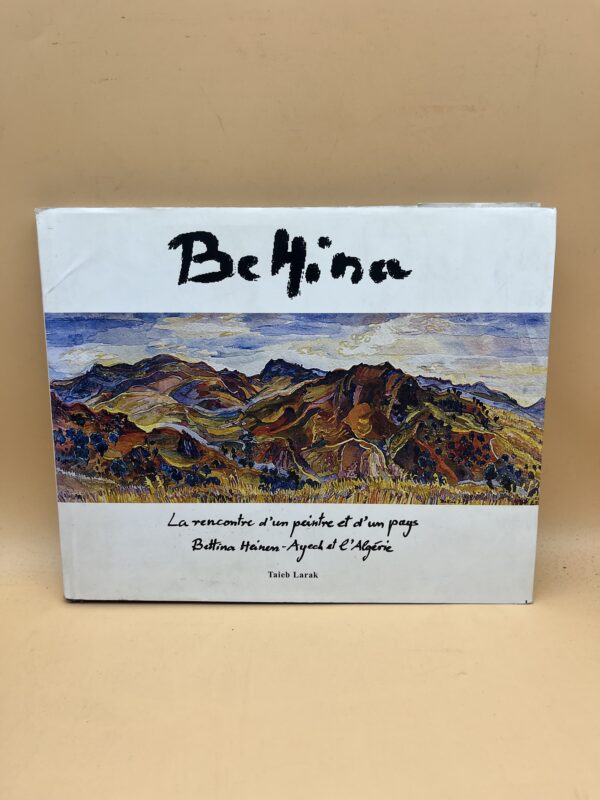 Bettina
La rencontre d'un peintre et d'un pays
Bettina Heinen-Ayech et l'Algérie
Taieb Larak